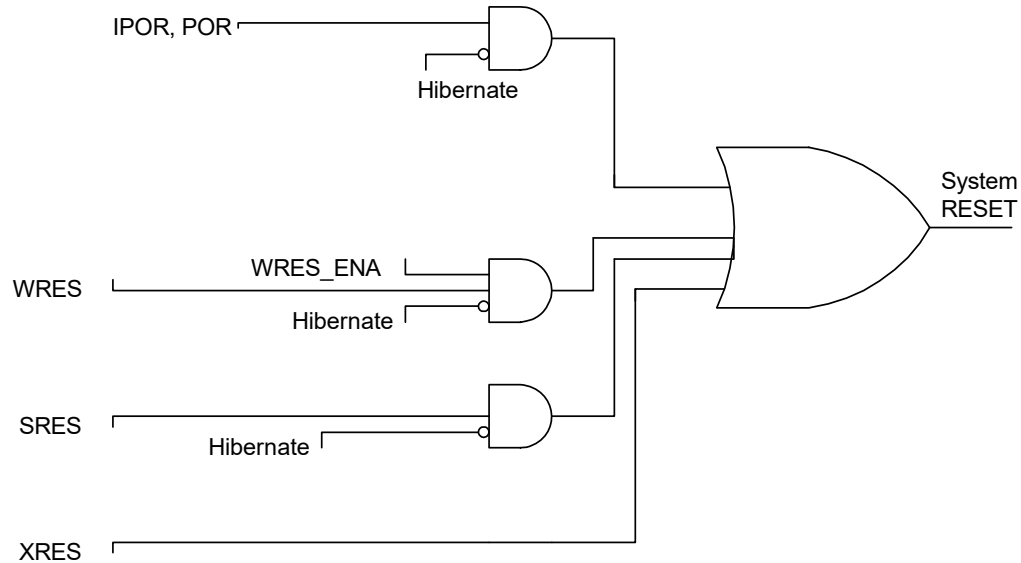 IPOR, POR
Hibernate
System
RESET
WRES_ENA
WRES
Hibernate
SRES
Hibernate
XRES